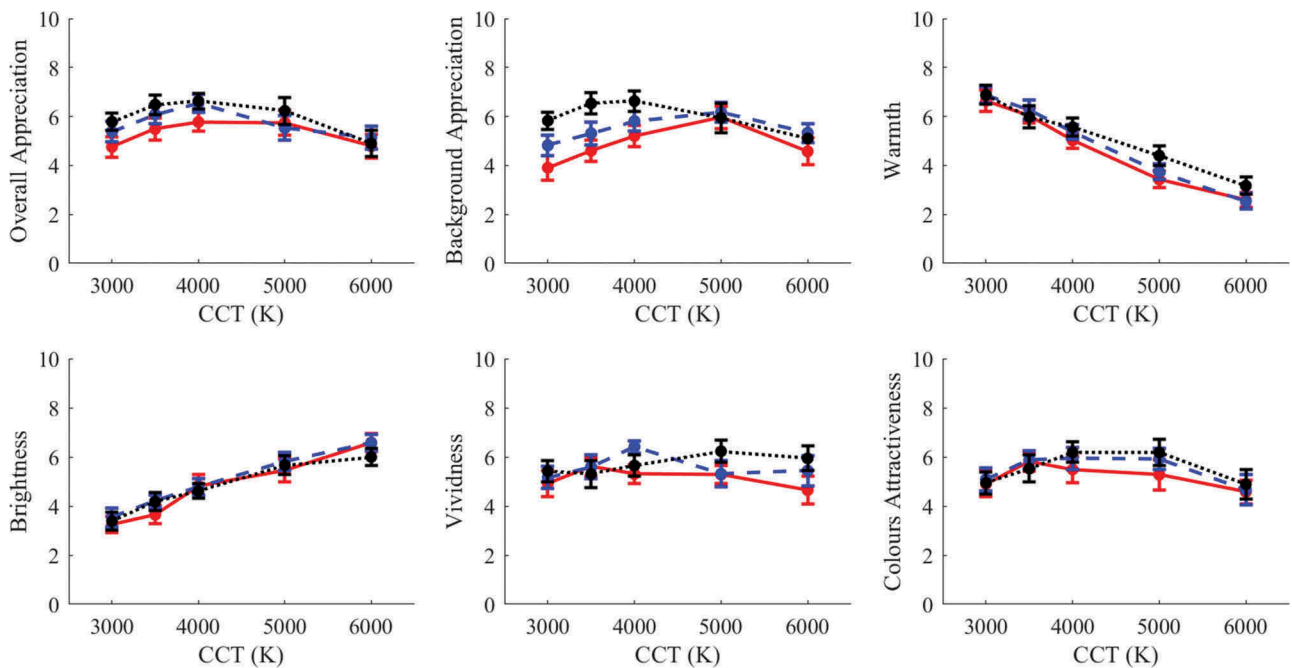 Overall Appreciation
10
8
6
4
2
0
3000 4000 5000 6000
CCT (K)
Background Appreciation
10
8
6
4
2
0
3000 4000 5000 6000
CCT (K)
Warmth
10
8
6
4
2
0
3000 4000 5000 6000
CCT (K)
Brightness
10
8
6
4
2
0
3000 4000 5000 6000
CCT (K)
Vividness
10
8
6
4
2
0
3000 4000 5000 6000
CCT (K)
Colours Attractiveness
10
8
6
4
2
0
3000 4000 5000 6000
CCT (K)